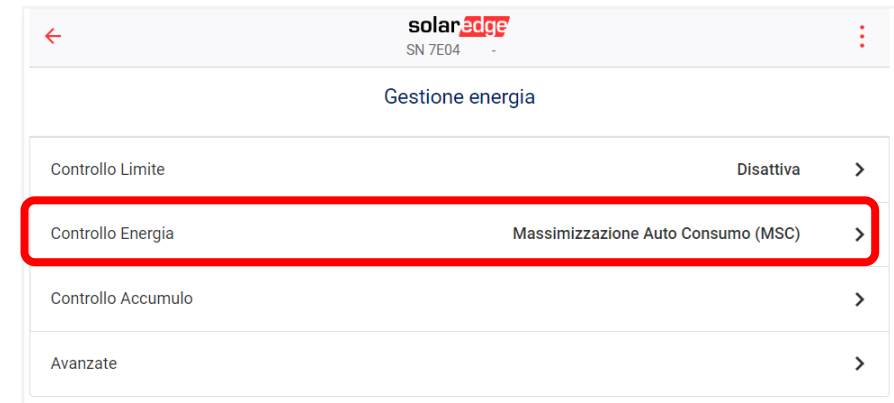 solaredge
SN 7E04 -
Gestione energia
Controllo Limite Disattiva
Controllo Energia Massimizzazione Auto Consumo (MSC)
Controllo Accumulo
Avanzate